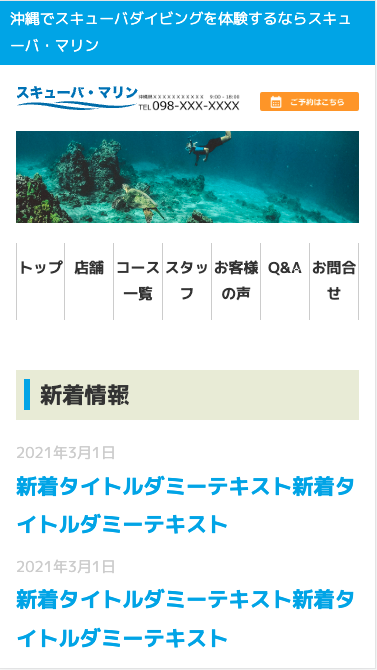 沖縄でスキューバダイビングを体験するならスキュ
ーバ・マリン
スキューバ・マリン
沖縄県ＸＸＸＸＸＸＸＸＸＸ 9:00 - 18:00
TEL 098-XXX-XXXX
ご予約はこちら
トップ
店舗
コース
一覧
スタッ
フ
お客様
の声
Q&A
お問合
せ
新着情報
2021年3月1日
新着タイトルダミーテキスト新着タ
イトルダミーテキスト
2021年3月1日
新着タイトルダミーテキスト新着タ
イトルダミーテキスト